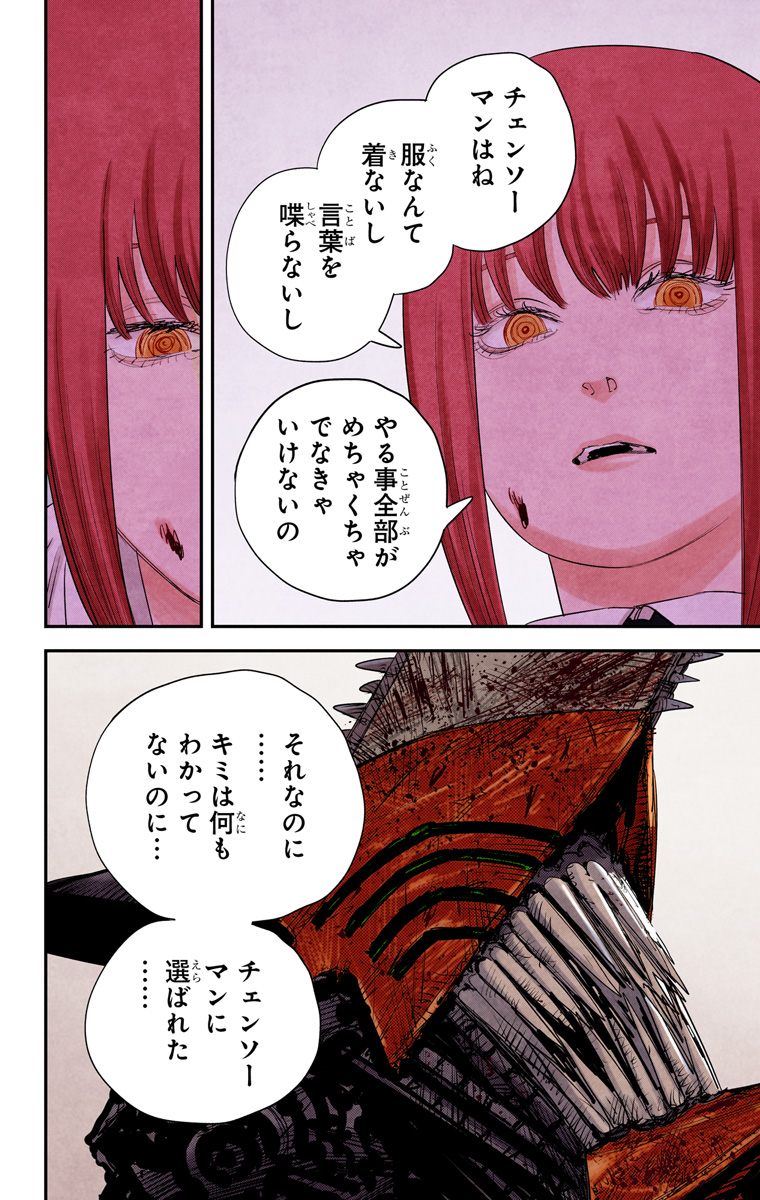 チェンソー
マンはね
服なんて
着ないし
言葉を
喋らないし
やる事全部が
めちゃくちゃ
でなきゃ
いけないの
それなのに
……
キミは何も
わかって
ないのに…
チェンソー
マンに
選ばれた
……